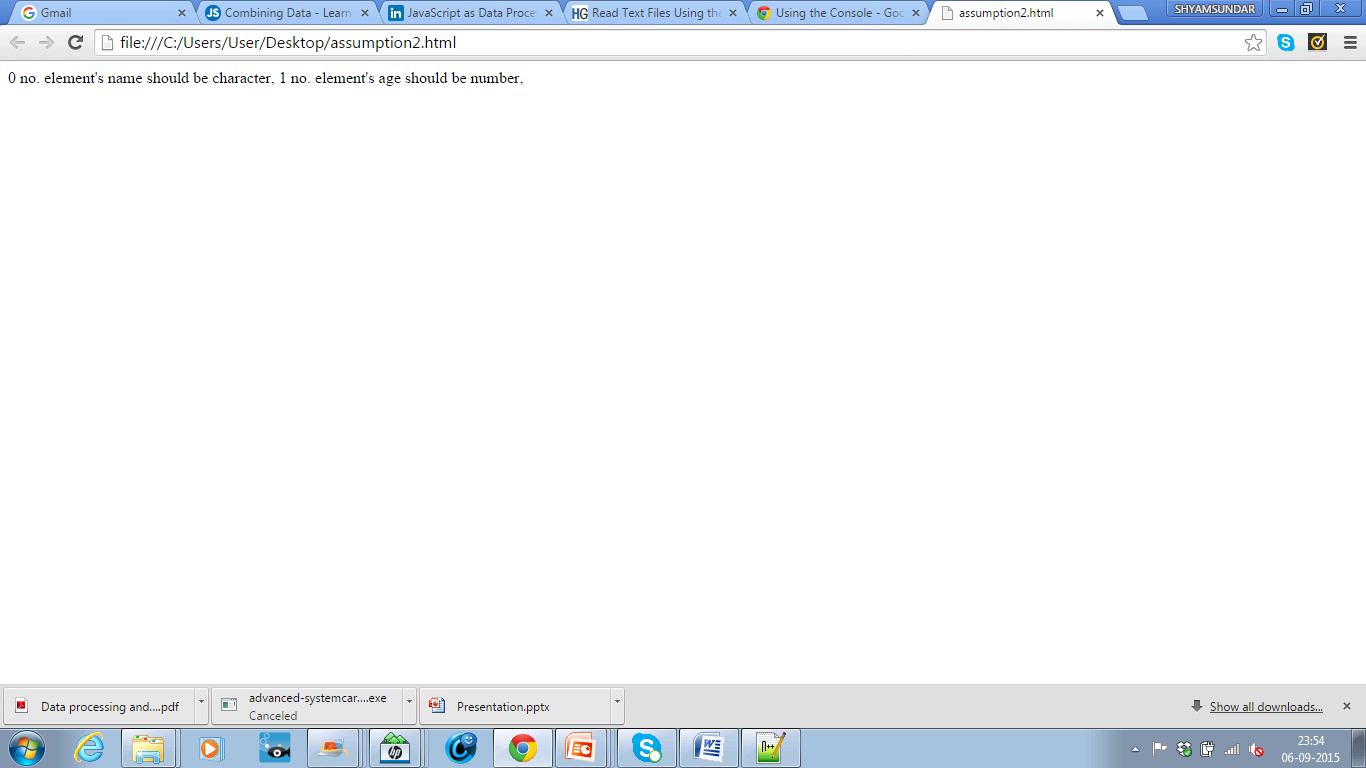 Gmail
Combining Data - Learn
JavaScript as Data Proce
Read Text Files Using the
Using the Console - Goo
assumption2.html
SHYAMSUNDAR
file:///C:/Users/User/Desktop/assumption2.html
0 no. element's name should be character, 1 no. element's age should be number,
Data processing and....pdf
advanced-systemcar....exe
Canceled
Presentation.pptx
Show all downloads...
23:54
06-09-2015